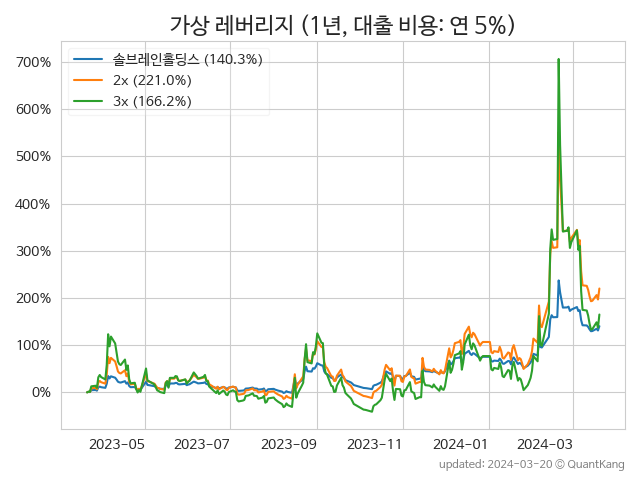 가상 레버리지 (1년, 대출 비용: 연 5%)
솔브레인홀딩스 (140.3%)
2x (221.0%)
3x (166.2%)
700%
600%
500%
400%
300%
200%
100%
0%
2023-05
2023-07
2023-09
2023-11
2024-01
2024-03
updated: 2024-03-20 © QuantKang